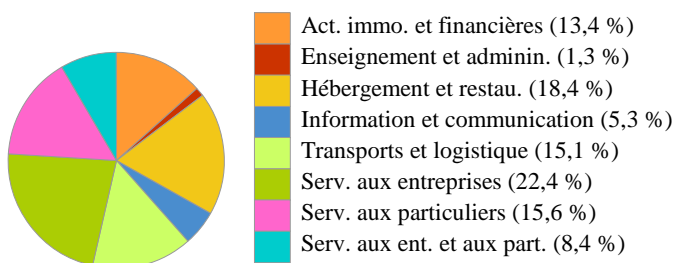 Act. immo. et financières (13,4 %)
Enseignement et adminin. (1,3 %)
Hébergement et restau. (18,4 %)
Information et communication (5,3 %)
Transports et logistique (15,1 %)
Serv. aux entreprises (22,4 %)
Serv. aux particuliers (15,6 %)
Serv. aux ent. et aux part. (8,4 %)